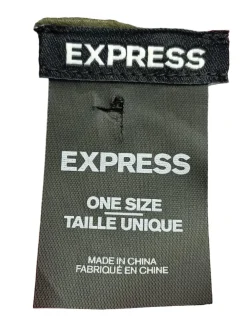 EXPRESS
EXPRESS
ONE SIZE
TAILLE UNIQUE
MADE IN CHINA
FABRIQUÉ EN CHINE